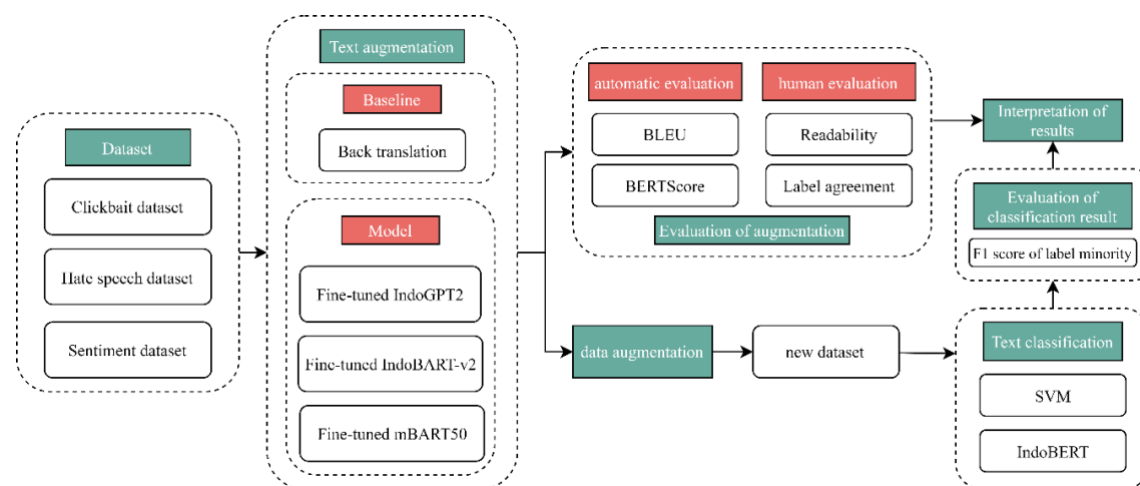 Dataset
Clickbait dataset
Hate speech dataset
Sentiment dataset
Text augmentation
Baseline
Back translation
Model
Fine-tuned IndoGPT2
Fine-tuned IndoBART-v2
Fine-tuned mBART50
automatic evaluation
human evaluation
BLEU
Readability
BERTScore
Label agreement
Evaluation of augmentation
data augmentation
new dataset
Text classification
SVM
IndoBERT
Evaluation of
classification result
F1 score of label minority
Interpretation of
results